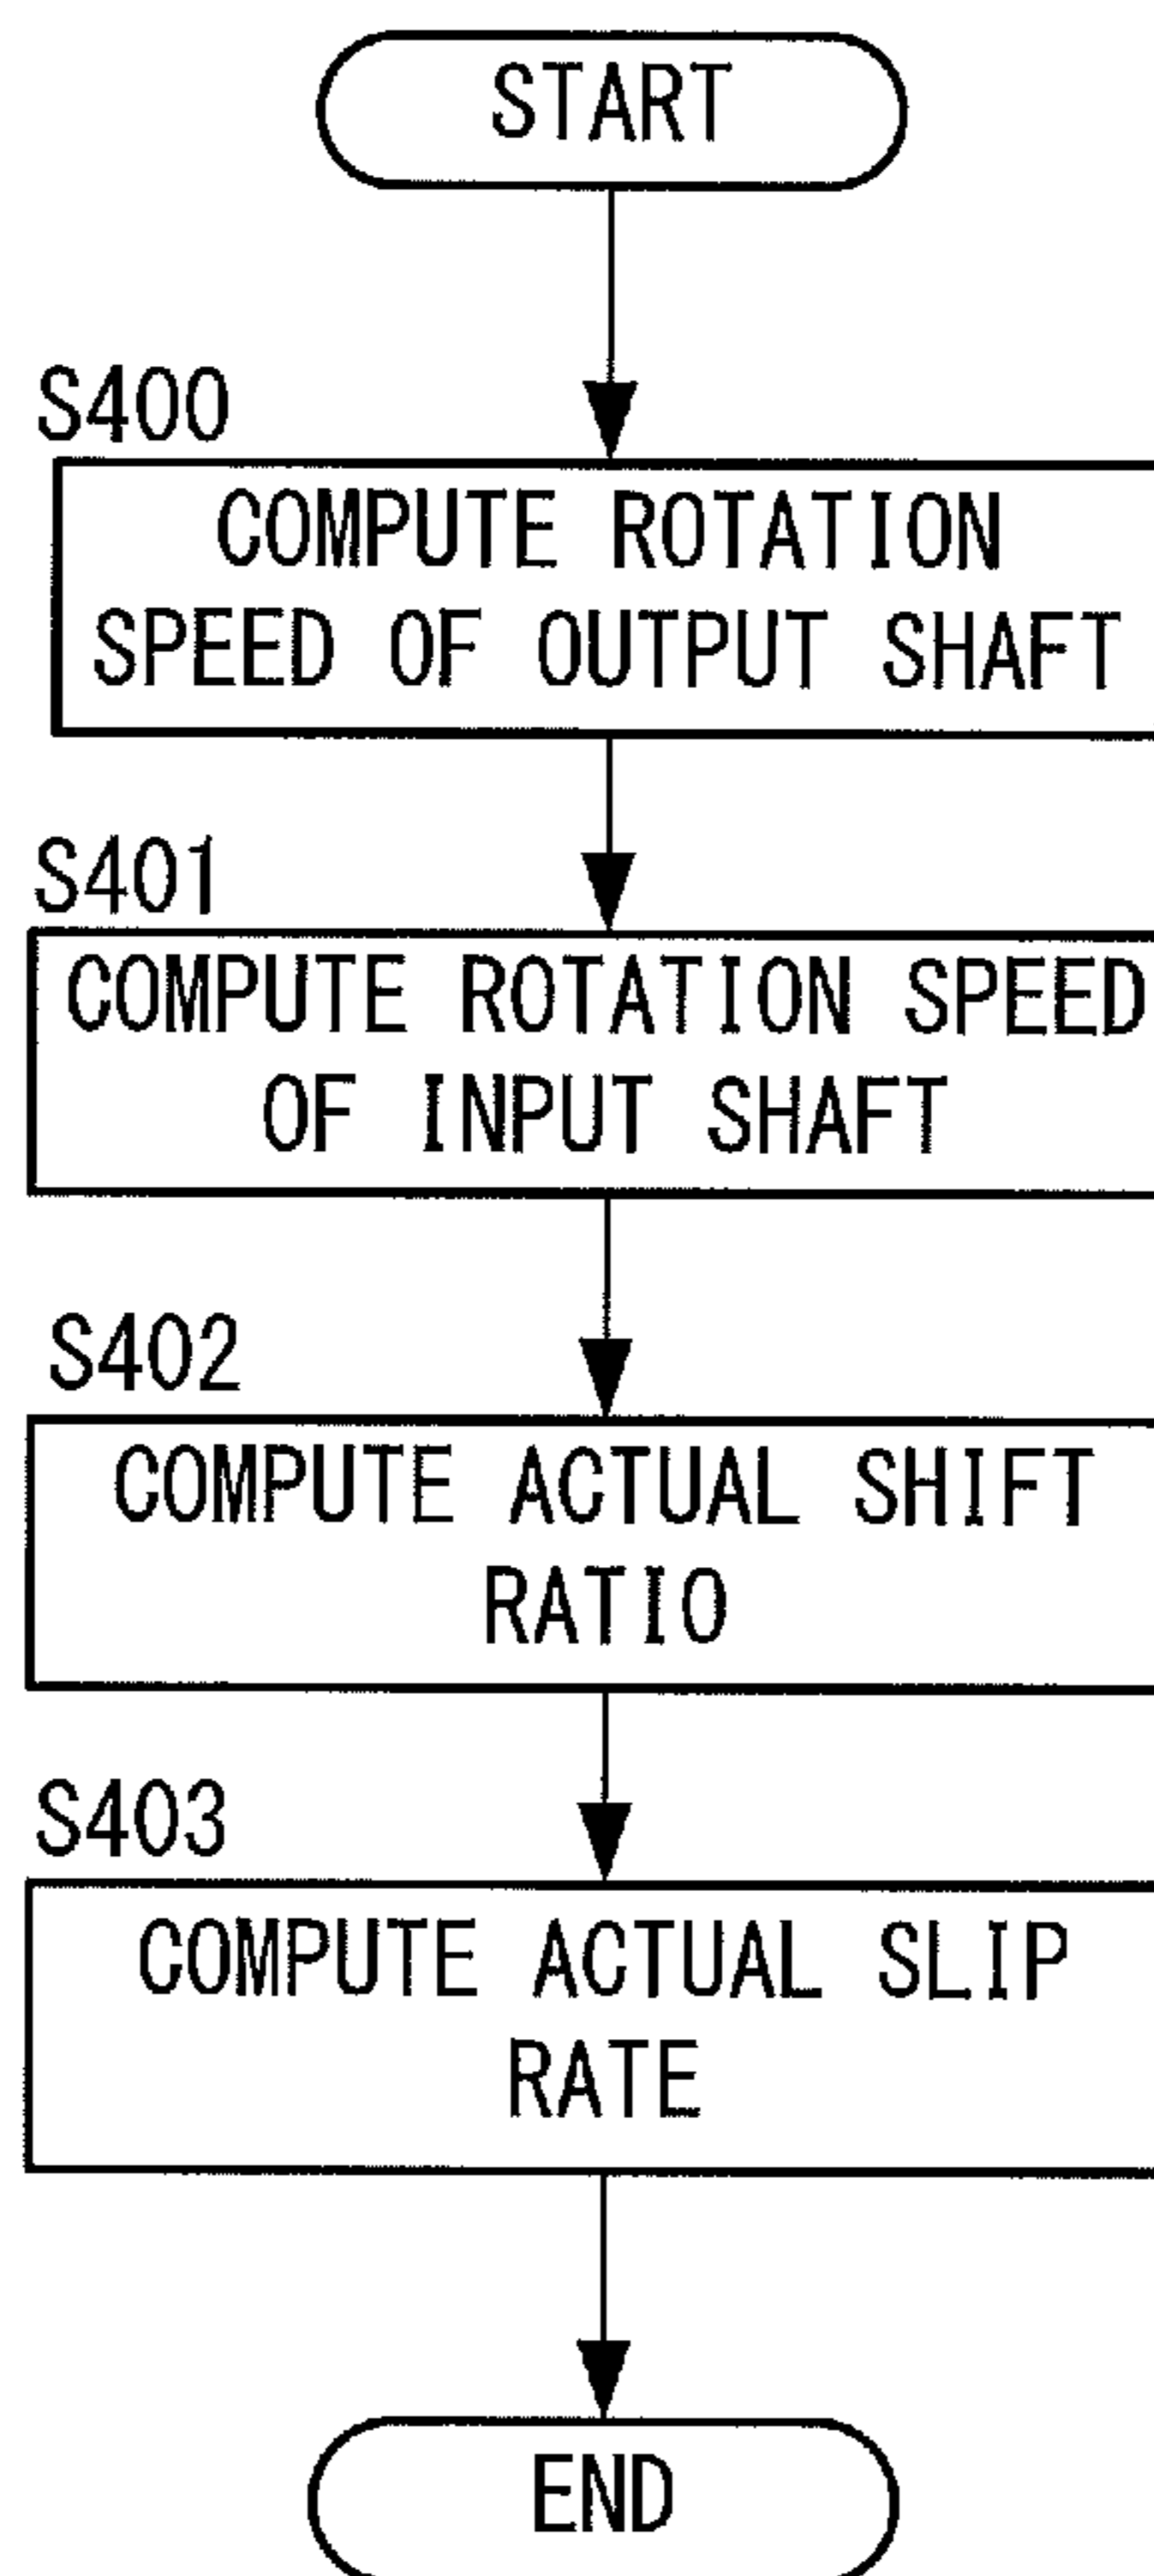 START
S400
COMPUTE ROTATION
SPEED OF OUTPUT SHAFT
S401
COMPUTE ROTATION SPEED
OF INPUT SHAFT
S402
COMPUTE ACTUAL SHIFT
RATIO
S403
COMPUTE ACTUAL SLIP
RATE
END